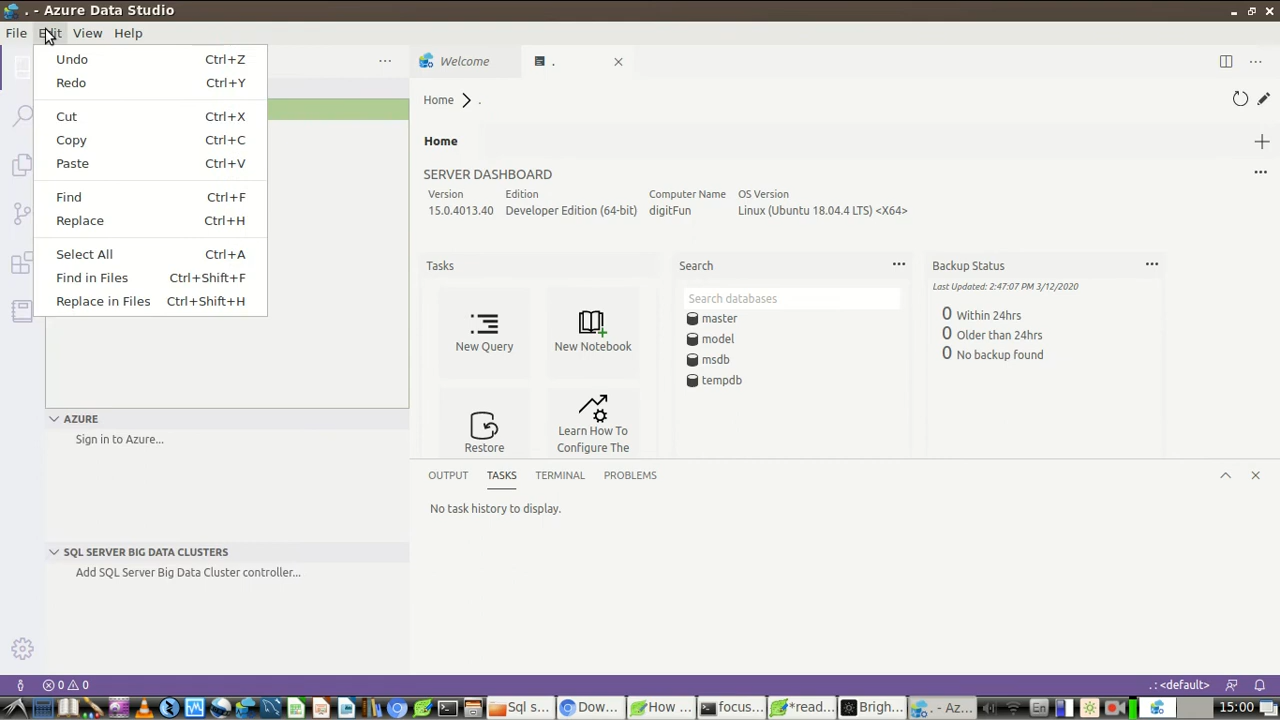 . - Azure Data Studio
File Edit View Help
Undo Ctrl+Z
Redo Ctrl+Y
Cut Ctrl+X
Copy Ctrl+C
Paste Ctrl+V
Find Ctrl+F
Replace Ctrl+H
Select All Ctrl+A
Find in Files Ctrl+Shift+F
Replace in Files Ctrl+Shift+H
AZURE
Sign in to Azure...
SQL SERVER BIG DATA CLUSTERS
Add SQL Server Big Data Cluster controller...
Welcome .
Home .
Home
SERVER DASHBOARD
Version Edition Computer Name OS Version
15.0.4013.40 Developer Edition (64-bit) digitFun Linux (Ubuntu 18.04.4 LTS) <X64>
Tasks
New Query New Notebook
Restore
Learn How To
Configure The
Search
Search databases
master
model
msdb
tempdb
Backup Status
Last Updated: 2:47:07 PM 3/12/2020
0 Within 24hrs
0 Older than 24hrs
0 No backup found
OUTPUT TASKS TERMINAL PROBLEMS
No task history to display.
0 0 . : <default>
Sql s... Dow... How ... focus... *read... Brigh... . - Az... En 15:00